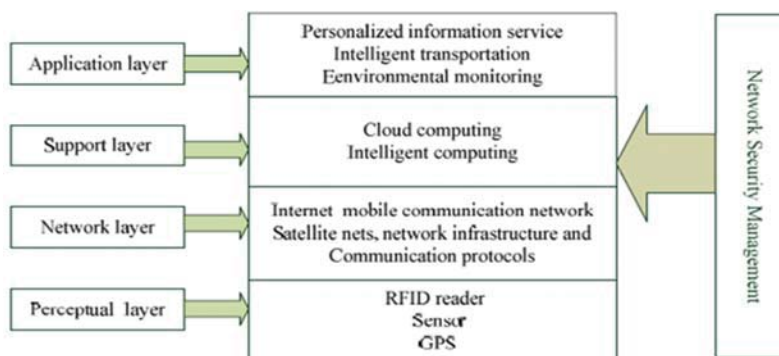 Application layer
Personalized information service
Intelligent transportation
Eenvironmental monitoring
Support layer
Cloud computing
Intelligent computing
Network layer
Internet mobile communication network
Satellite nets, network infrastructure and
Communication protocols
Perceptual layer
RFID reader
Sensor
GPS
Network Security Management